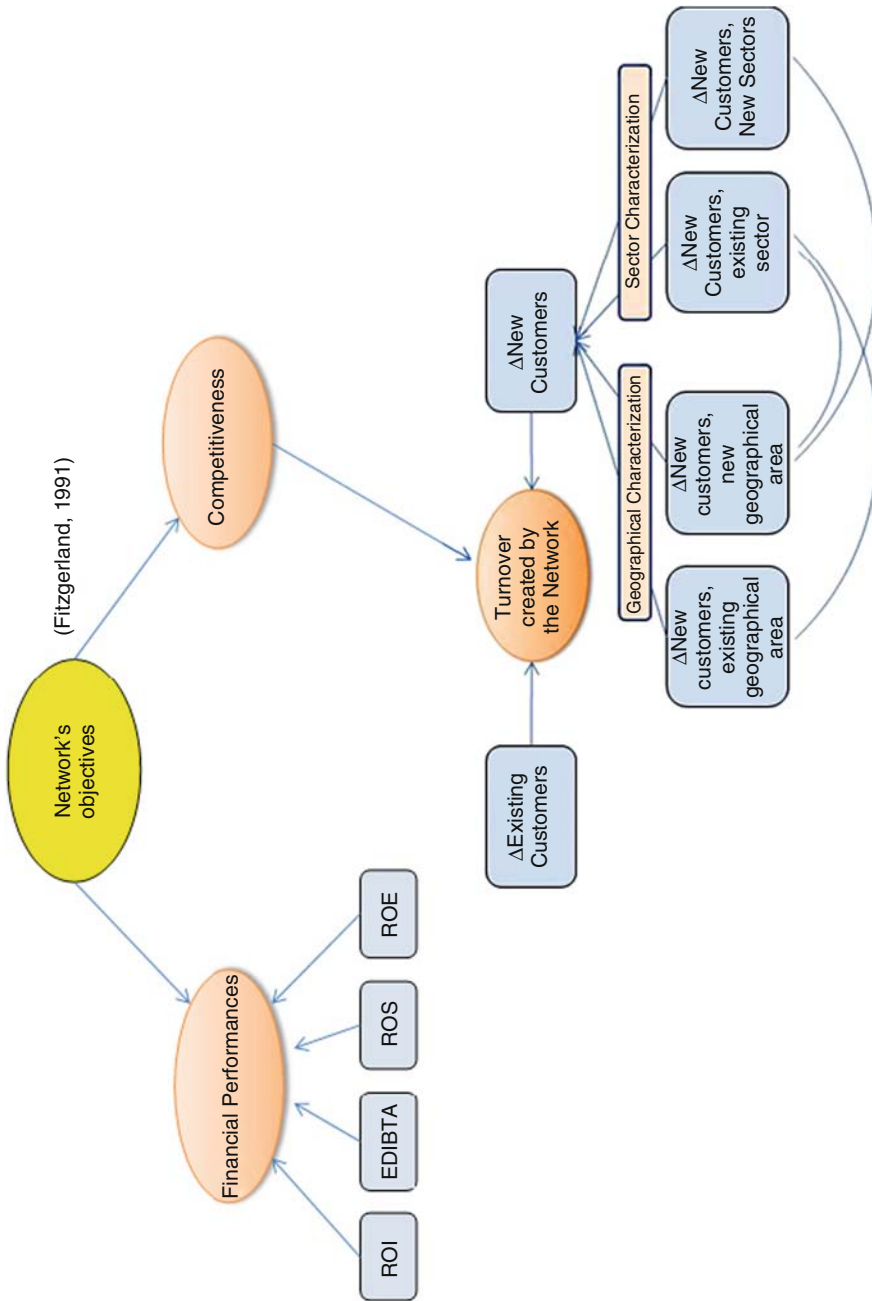 Network's
objectives
(Fitzgerland, 1991)
Financial Performances
Competitiveness
ROI
EDIBTA
ROS
ROE
ΔExisting
Customers
Turnover
created by
the Network
ΔNew
Customers
Geographical Characterization
Sector Characterization
ΔNew
customers,
existing
geographical
area
ΔNew
customers,
new
geographical
area
ΔNew
Customers,
existing
sector
ΔNew
Customers,
New Sectors